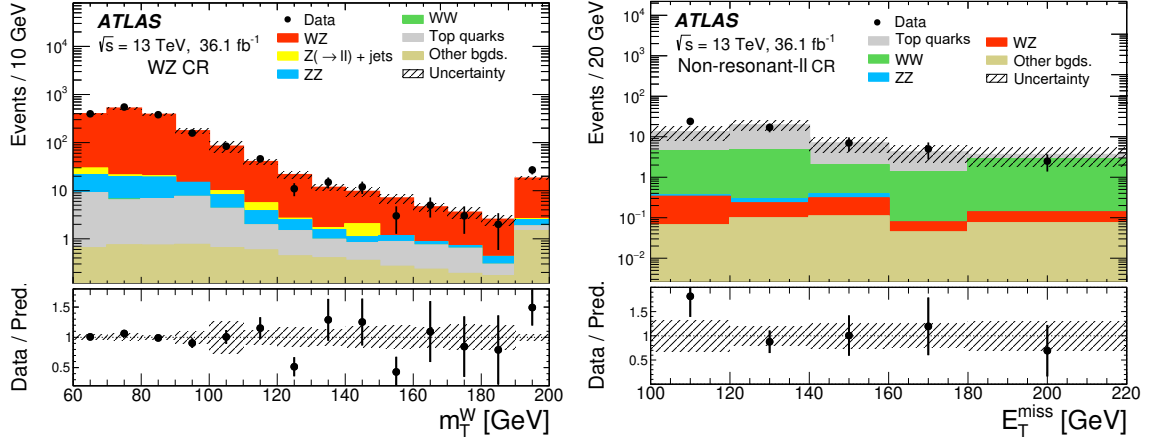 ATLAS
√s = 13 TeV, 36.1 fb⁻¹
WZ CR
Data
WZ
Z(→ll) + jets
ZZ
WW
Top quarks
Other bgds.
Uncertainty
Events / 10 GeV
10⁴
10³
10²
10
1
Data / Pred.
1.5
1
0.5
60 80 100 120 140 160 180 200
m_T^W [GeV]
ATLAS
√s = 13 TeV, 36.1 fb⁻¹
Non-resonant-ll CR
Data
Top quarks
WW
ZZ
WZ
Other bgds.
Uncertainty
Events / 20 GeV
10⁴
10³
10²
10
1
10⁻¹
10⁻²
Data / Pred.
1.5
1
0.5
100 120 140 160 180 200 220
E_T^miss [GeV]